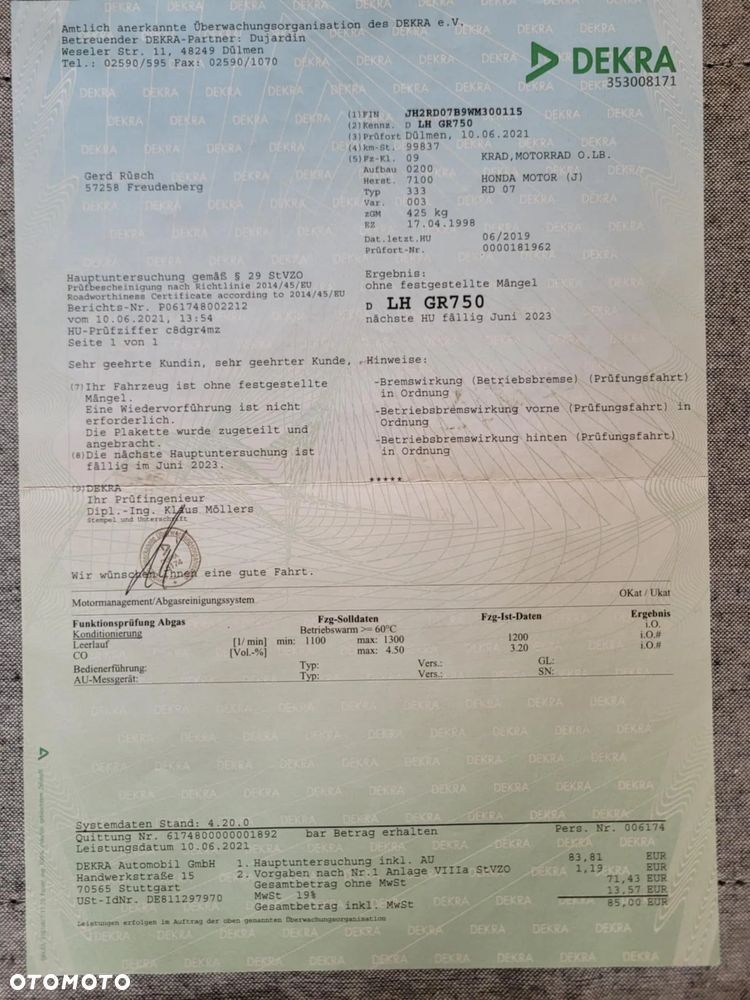 Amtlich anerkannte Überwachungsorganisation des DEKRA e.V.
Betreuender DEKRA-Partner: Dujardin
Weseler Str. 11, 48249 Dülmen
Tel.: 02590/595 Fax: 02590/1070
DEKRA
353008171
(1)FIN JH2RD07B9WM300115
(2)Kennz. D LH GR750
(3)Prüfort Dülmen, 10.06.2021
(4)km-St. 99837
(5)Fz-Kl. 09 KRAD,MOTORRAD O.LB.
Aufbau 0200
Herst. 7100 HONDA MOTOR (J)
Typ 333 RD 07
Var. 003
zGM 425 kg
EZ 17.04.1998
Dat.letzt.HU 06/2019
Prüfort-Nr. 0000181962
Gerd Rüsch
57258 Freudenberg
Hauptuntersuchung gemäß § 29 StVZO
Prüfbescheinigung nach Richtlinie 2014/45/EU
Roadworthiness Certificate according to 2014/45/EU
Berichts-Nr. P061748002212
vom 10.06.2021, 13:54
HU-Prüfziffer c8dgr4mz
Seite 1 von 1
Ergebnis:
ohne festgestellte Mängel
D LH GR750
nächste HU fällig Juni 2023
Sehr geehrte Kundin, sehr geehrter Kunde,
(7)Ihr Fahrzeug ist ohne festgestellte
Mängel.
Eine Wiedervorführung ist nicht
erforderlich.
Die Plakette wurde zugeteilt und
angebracht.
(8)Die nächste Hauptuntersuchung ist
fällig im Juni 2023.
(9)DEKRA
Ihr Prüfingenieur
Dipl.-Ing. Klaus Möllers
Stempel und Unterschrift
Hinweise:
-Bremswirkung (Betriebsbremse) (Prüfungsfahrt)
in Ordnung
-Betriebsbremswirkung vorne (Prüfungsfahrt) in
Ordnung
-Betriebsbremswirkung hinten (Prüfungsfahrt)
in Ordnung
*****
Wir wünschen Ihnen eine gute Fahrt.
Motormanagement/Abgasreinigungssystem OKat / Ukat
Funktionsprüfung Abgas Fzg-Solldaten Fzg-Ist-Daten Ergebnis
Konditionierung Betriebswarm >= 60°C i.O.
Leerlauf [1/ min] min: 1100 max: 1300 1200 i.O.#
CO [Vol.-%] max: 4.50 3.20 i.O.#
Bedienerführung: Typ: Vers.: GL:
AU-Messgerät: Typ: Vers.: SN:
Systemdaten Stand: 4.20.0
Quittung Nr. 6174800000001892 bar Betrag erhalten Pers. Nr. 006174
Leistungsdatum 10.06.2021
DEKRA Automobil GmbH
Handwerkstraße 15
70565 Stuttgart
USt-IdNr. DE811297970
1. Hauptuntersuchung inkl. AU 83,81 EUR
2. Vorgaben nach Nr.1 Anlage VIIIa StVZO 1,19 EUR
Gesamtbetrag ohne MwSt 71,43 EUR
MwSt 19% 13,57 EUR
Gesamtbetrag inkl. MwSt 85,00 EUR
Leistungen erfolgen im Auftrag der oben genannten Überwachungsorganisation
OTOMOTO